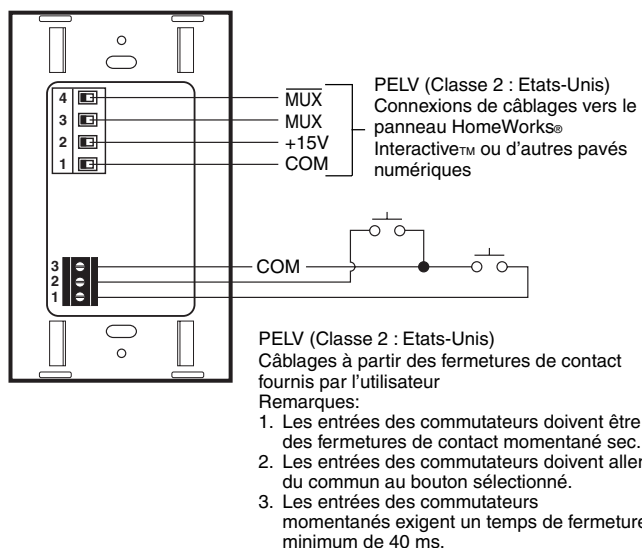 4 MUX
3 MUX
2 +15V
1 COM
PELV (Classe 2 : Etats-Unis)
Connexions de câblages vers le
panneau HomeWorks®
Interactive™ ou d'autres pavés
numériques
3 COM
2
1
PELV (Classe 2 : Etats-Unis)
Câblages à partir des fermetures de contact
fournis par l'utilisateur
Remarques:
1. Les entrées des commutateurs doivent être
des fermetures de contact momentané sec.
2. Les entrées des commutateurs doivent aller
du commun au bouton sélectionné.
3. Les entrées des commutateurs
momentanés exigent un temps de fermeture
minimum de 40 ms.